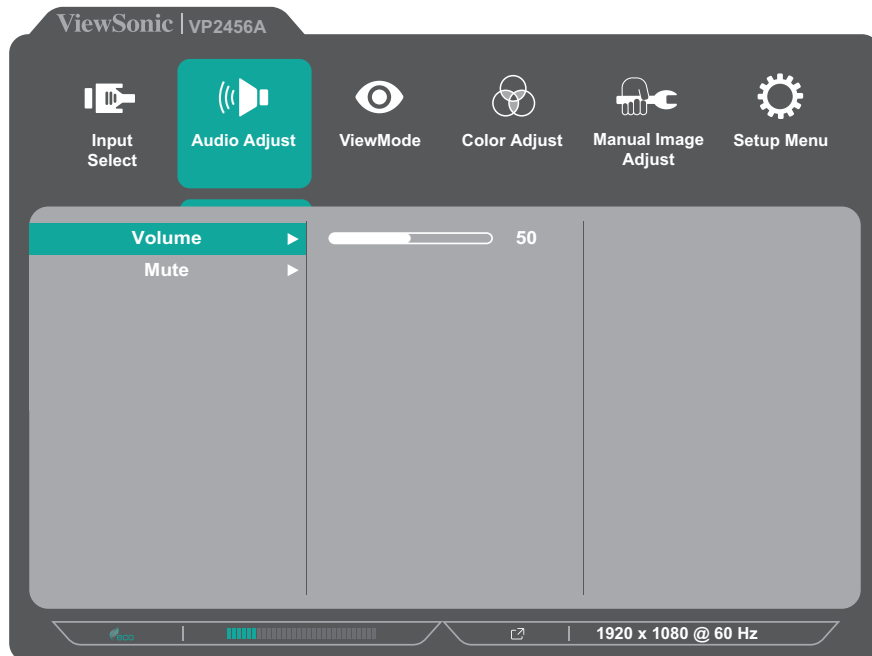 ViewSonic | VP2456A
Input Select
Audio Adjust
ViewMode
Color Adjust
Manual Image Adjust
Setup Menu
Volume
50
Mute
eco
1920 x 1080 @ 60 Hz